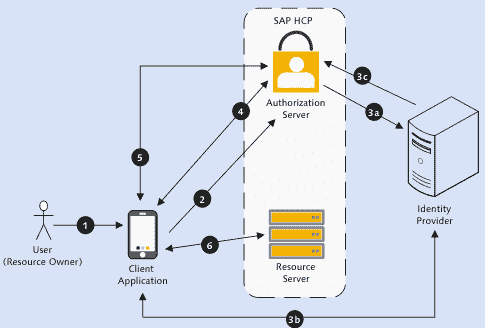 SAP HCP
3c
Authorization
Server
3a
4
5
2
Identity
Provider
1
User
(Resource Owner)
6
Client
Application
Resource
Server
3b